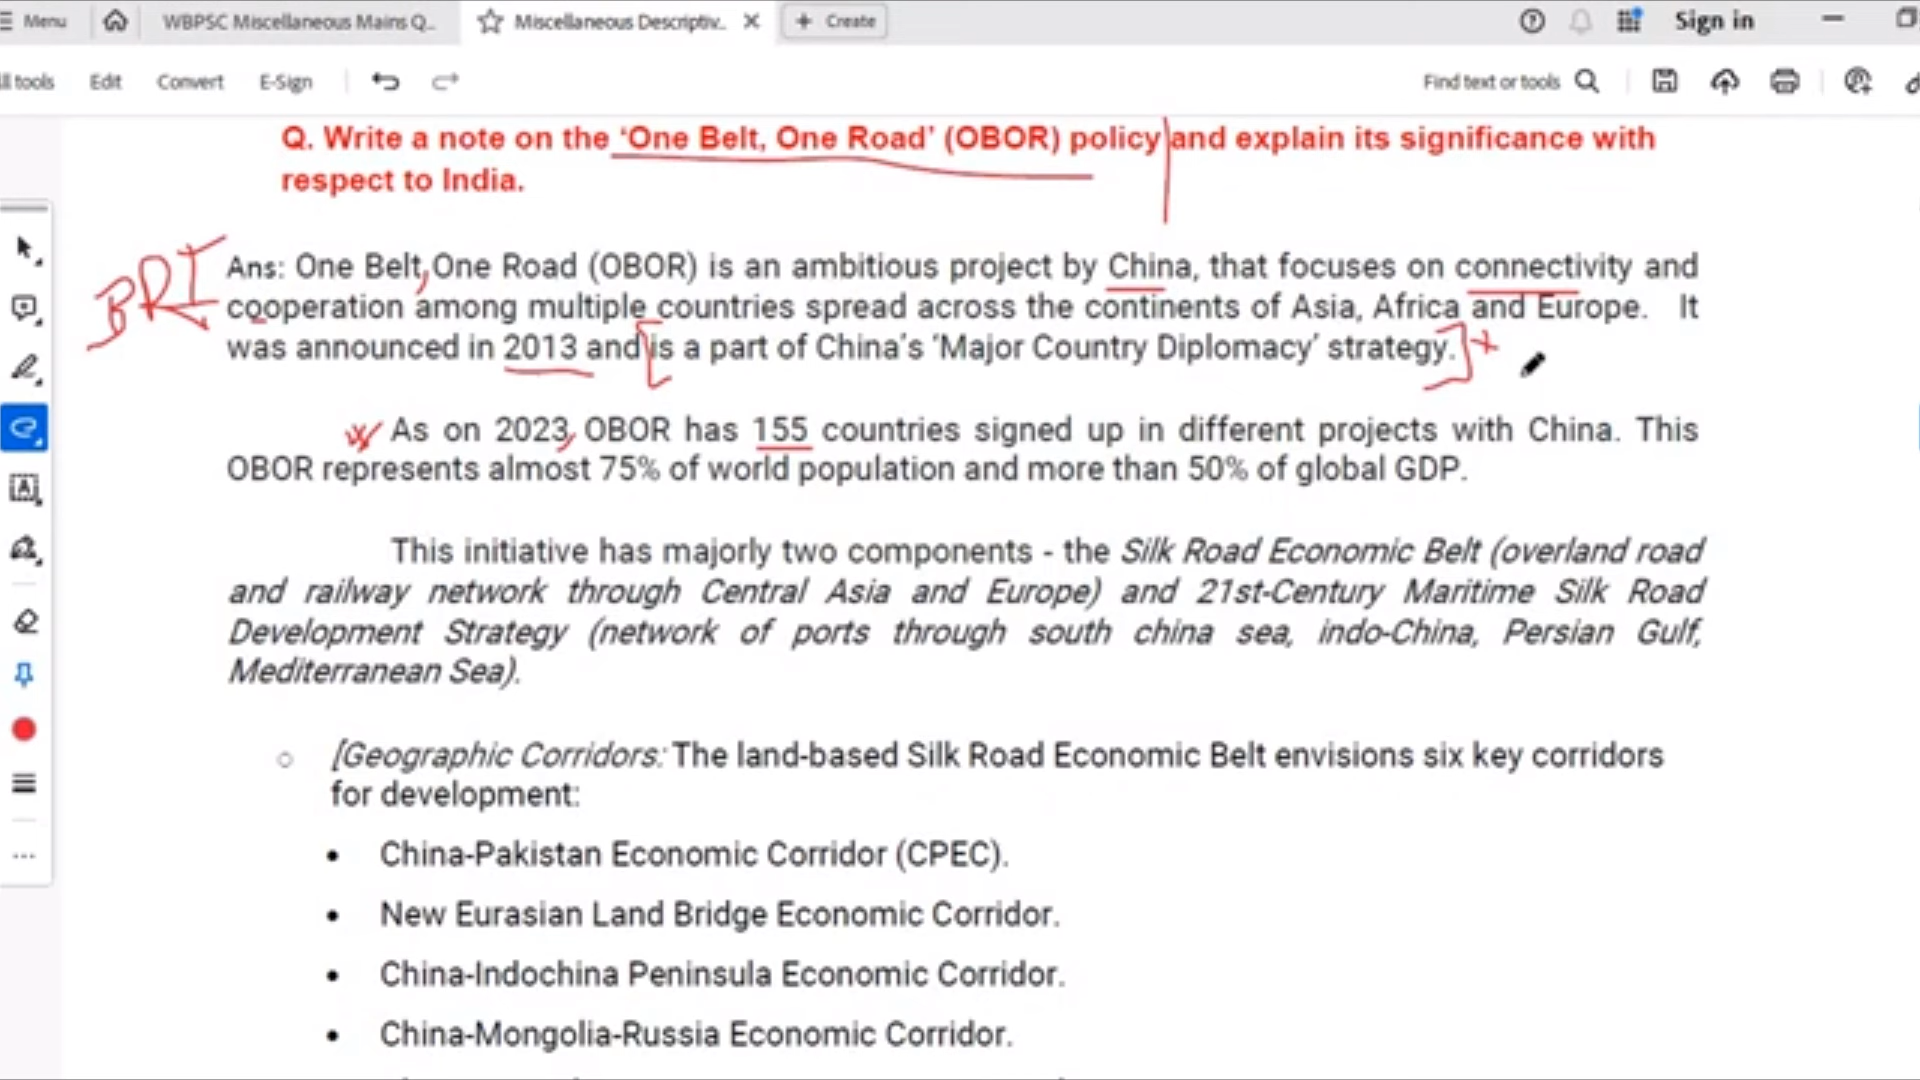 Menu WBPSC Miscellaneous Mains Q... Miscellaneous Descriptiv... Create Sign in
ll tools Edit Convert E-Sign Find text or tools
Q. Write a note on the ‘One Belt, One Road’ (OBOR) policy and explain its significance with
respect to India.
BRI
Ans: One Belt, One Road (OBOR) is an ambitious project by China, that focuses on connectivity and
cooperation among multiple countries spread across the continents of Asia, Africa and Europe. It
was announced in 2013 and is a part of China’s ‘Major Country Diplomacy’ strategy.
As on 2023, OBOR has 155 countries signed up in different projects with China. This
OBOR represents almost 75% of world population and more than 50% of global GDP.
This initiative has majorly two components - the Silk Road Economic Belt (overland road
and railway network through Central Asia and Europe) and 21st-Century Maritime Silk Road
Development Strategy (network of ports through south china sea, indo-China, Persian Gulf,
Mediterranean Sea).
[Geographic Corridors: The land-based Silk Road Economic Belt envisions six key corridors
for development:
China-Pakistan Economic Corridor (CPEC).
New Eurasian Land Bridge Economic Corridor.
China-Indochina Peninsula Economic Corridor.
China-Mongolia-Russia Economic Corridor.